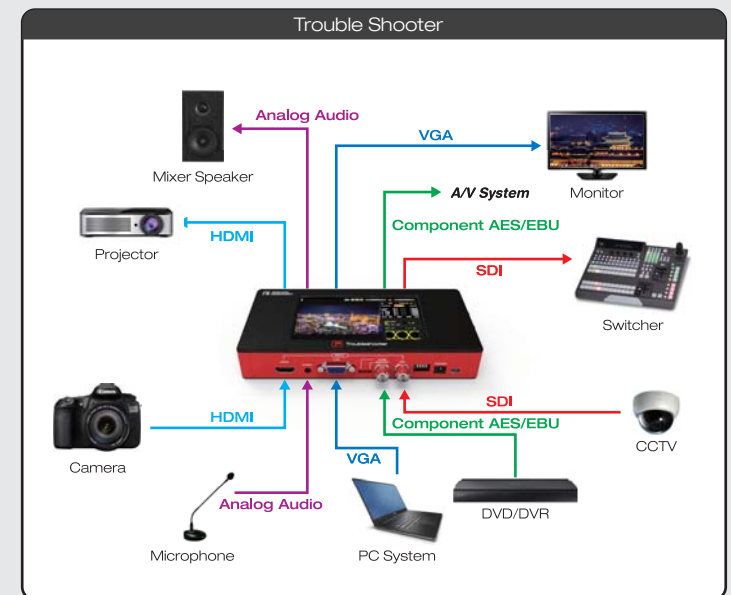 Trouble Shooter
Analog Audio
VGA
Mixer Speaker
A/V System
Monitor
HDMI
Component AES/EBU
Projector
SDI
Switcher
Troubleshooter
HDMI
SDI
Component AES/EBU
CCTV
Camera
VGA
Analog Audio
DVD/DVR
Microphone
PC System